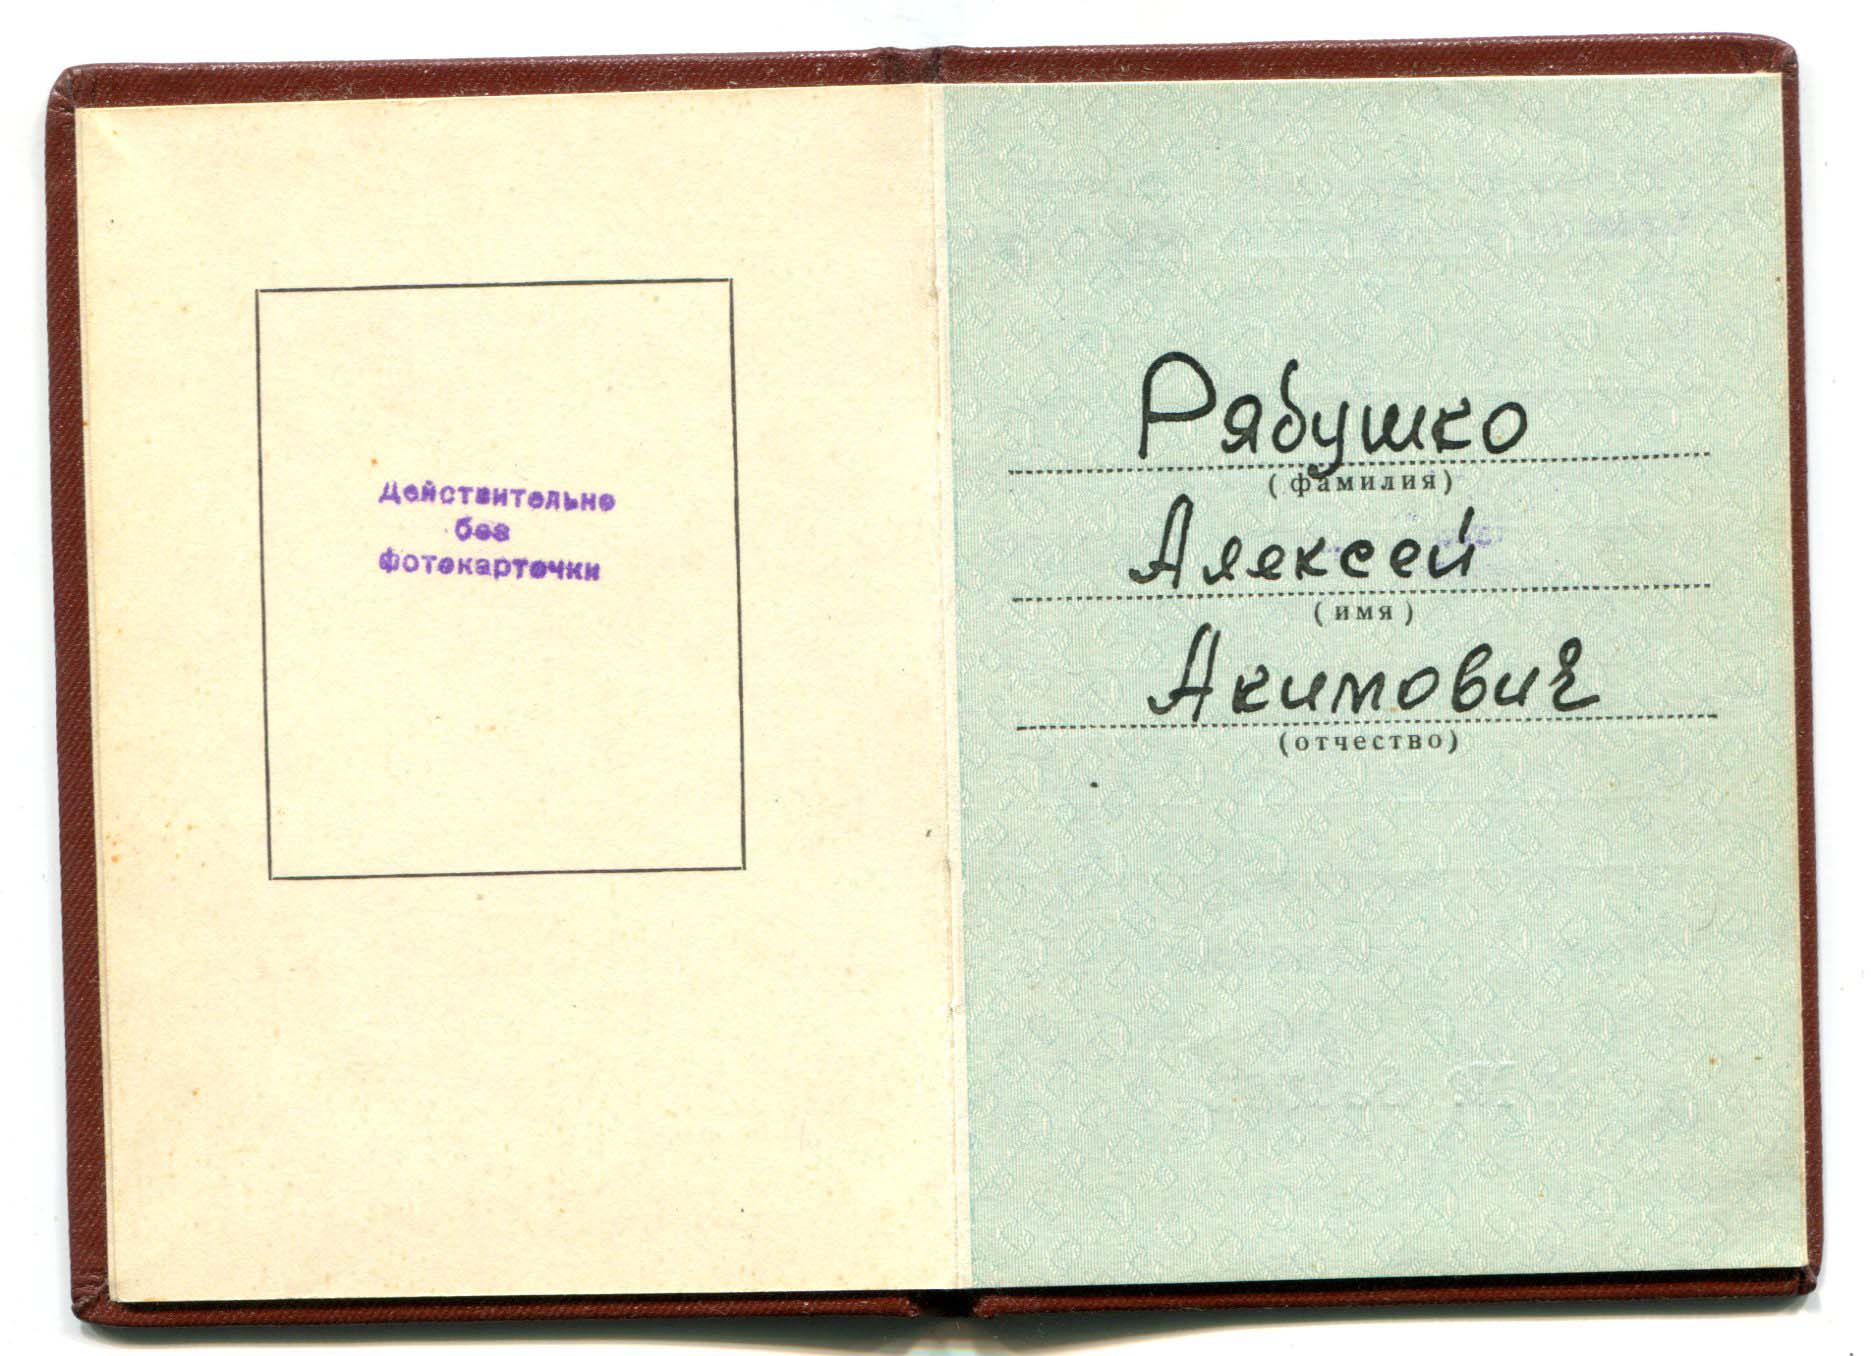 Действительно
без
фотокарточки
Рябушко
(фамилия)
Алексей
(имя)
Акимович
(отчество)